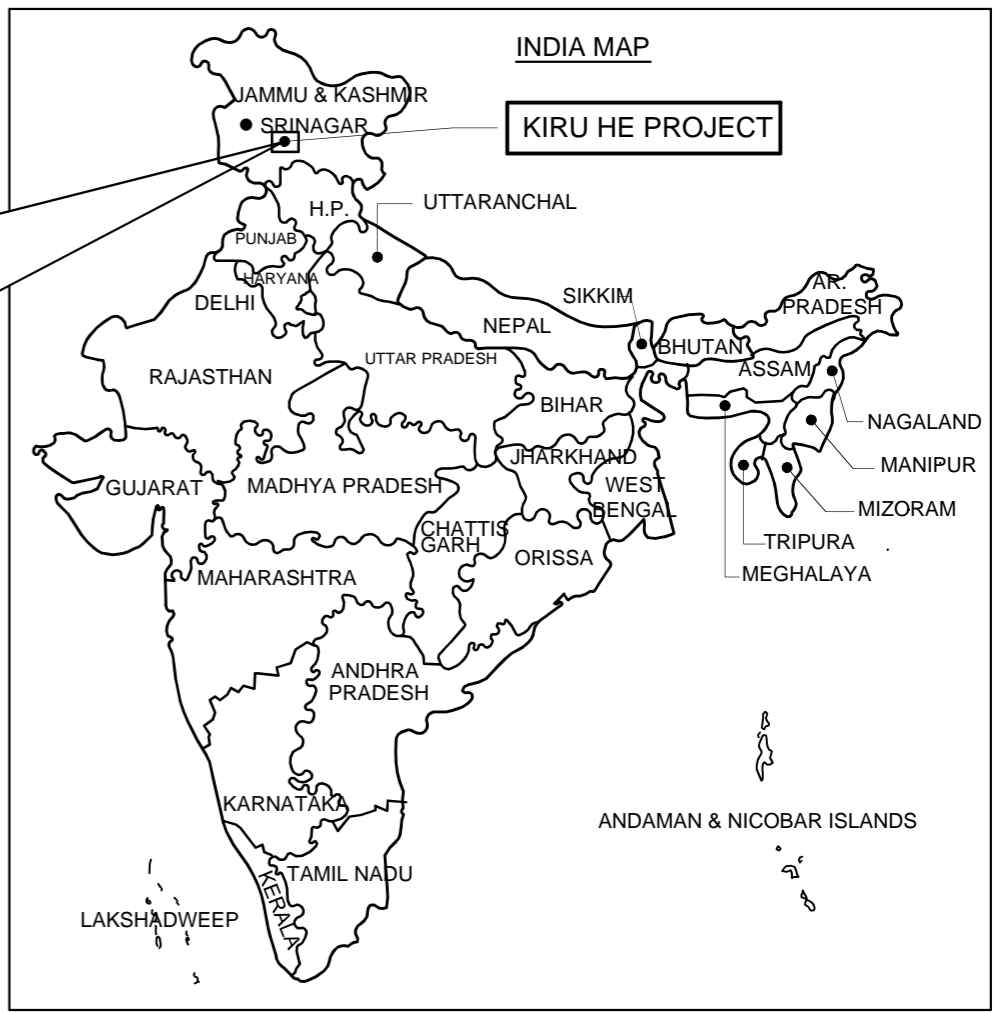 INDIA MAP
JAMMU & KASHMIR
SRINAGAR
KIRU HE PROJECT
H.P.
UTTARANCHAL
PUNJAB
HARYANA
DELHI
SIKKIM
AR.
PRADESH
NEPAL
BHUTAN
UTTAR PRADESH
ASSAM
RAJASTHAN
BIHAR
NAGALAND
JHARKHAND
MANIPUR
GUJARAT
MADHYA PRADESH
WEST
BENGAL
MIZORAM
CHATTIS
GARH
TRIPURA
ORISSA
MEGHALAYA
MAHARASHTRA
ANDHRA
PRADESH
KARNATAKA
ANDAMAN & NICOBAR ISLANDS
TAMIL NADU
KERALA
LAKSHADWEEP